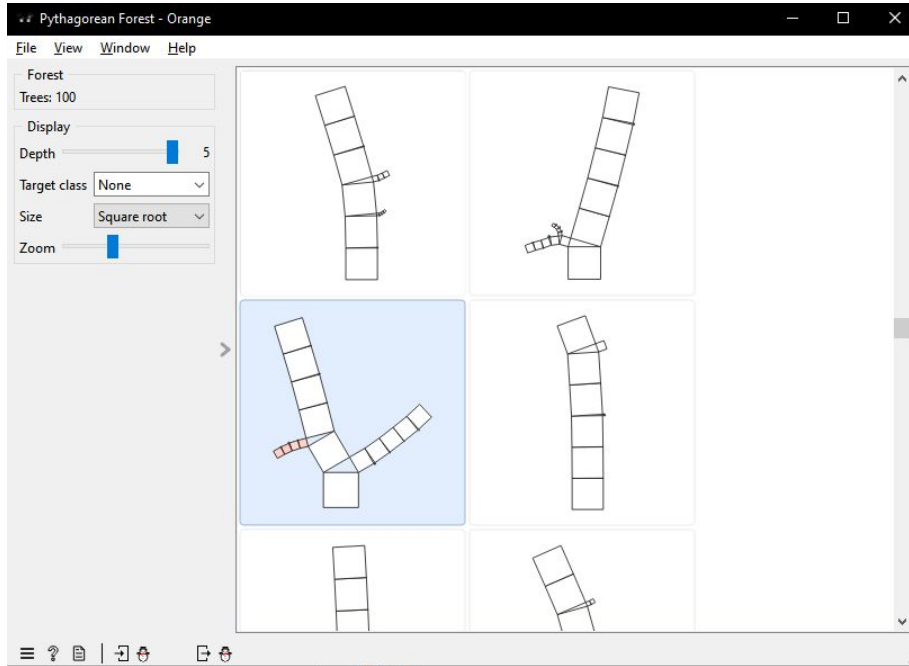 Pythagorean Forest - Orange
File View Window Help
Forest
Trees: 100
Display
Depth 5
Target class None
Size Square root
Zoom